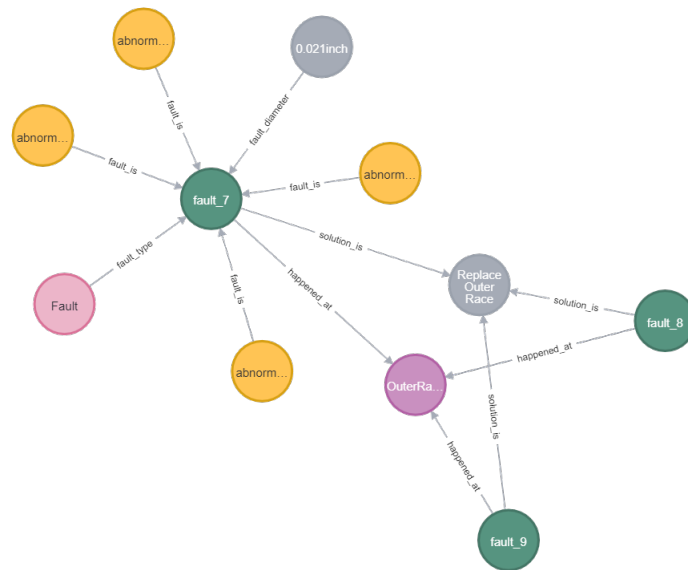 abnorm...
0.021inch
fault_is
fault_diameter
abnorm...
fault_is
abnorm...
fault_is
fault_7
solution_is
fault_type
happened_at
Replace
Outer
Race
Fault
fault_is
solution_is
fault_8
happened_at
abnorm...
OuterRa...
solution_is
happened_at
fault_9